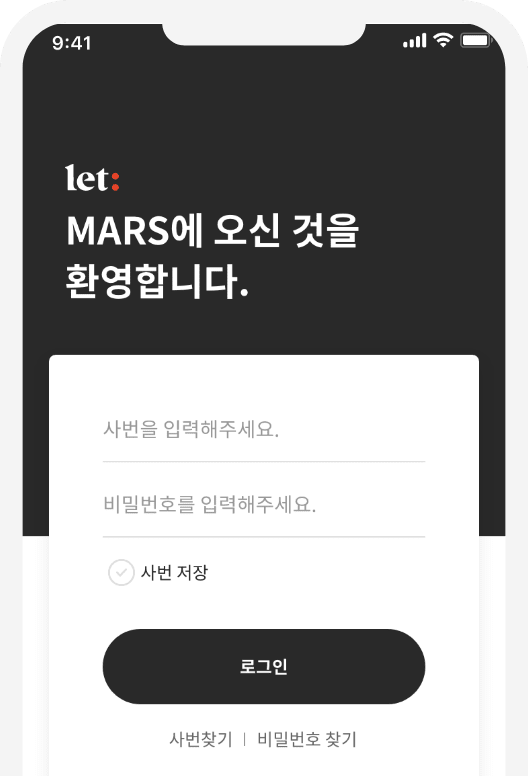 9:41
let:
MARS에 오신 것을
환영합니다.
사번을 입력해주세요.
비밀번호를 입력해주세요.
사번 저장
로그인
사번찾기 | 비밀번호 찾기